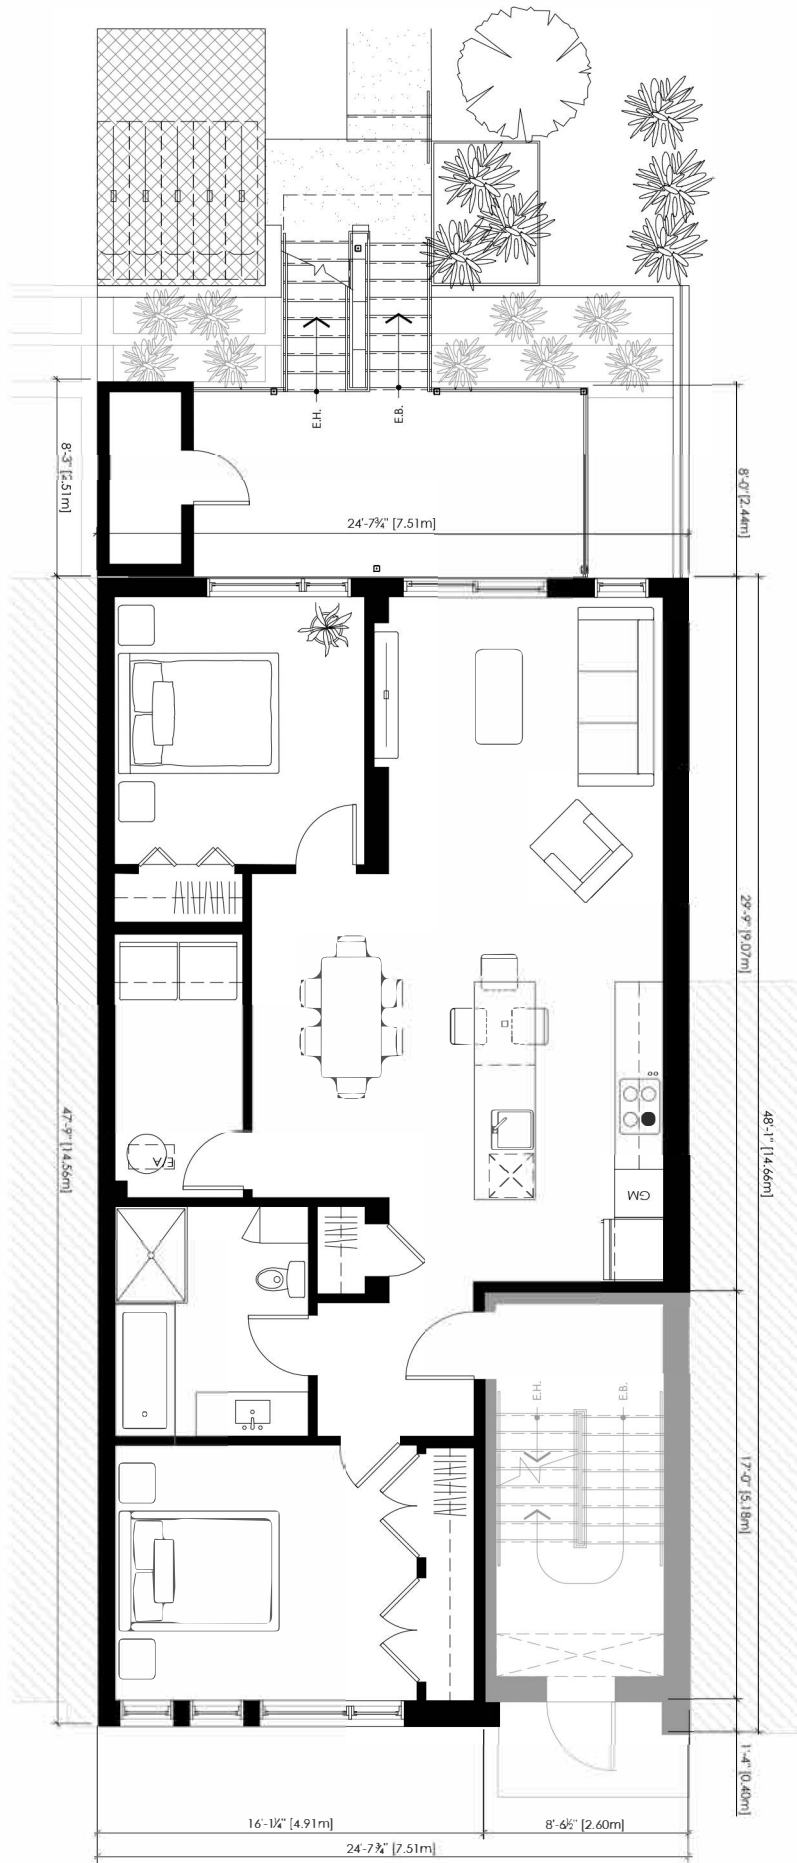 E.H.
E.B.
8'-3" [2.51m]
8'-0" [2.44m]
24'-7¾" [7.51m]
29'-9" [9.07m]
47'-9" [14.56m]
48'-1" [14.66m]
E/A
GM
E.H.
E.B.
17'-0" [5.18m]
1'-4" [0.40m]
16'-1¼" [4.91m]
8'-6½" [2.60m]
24'-7¾" [7.51m]